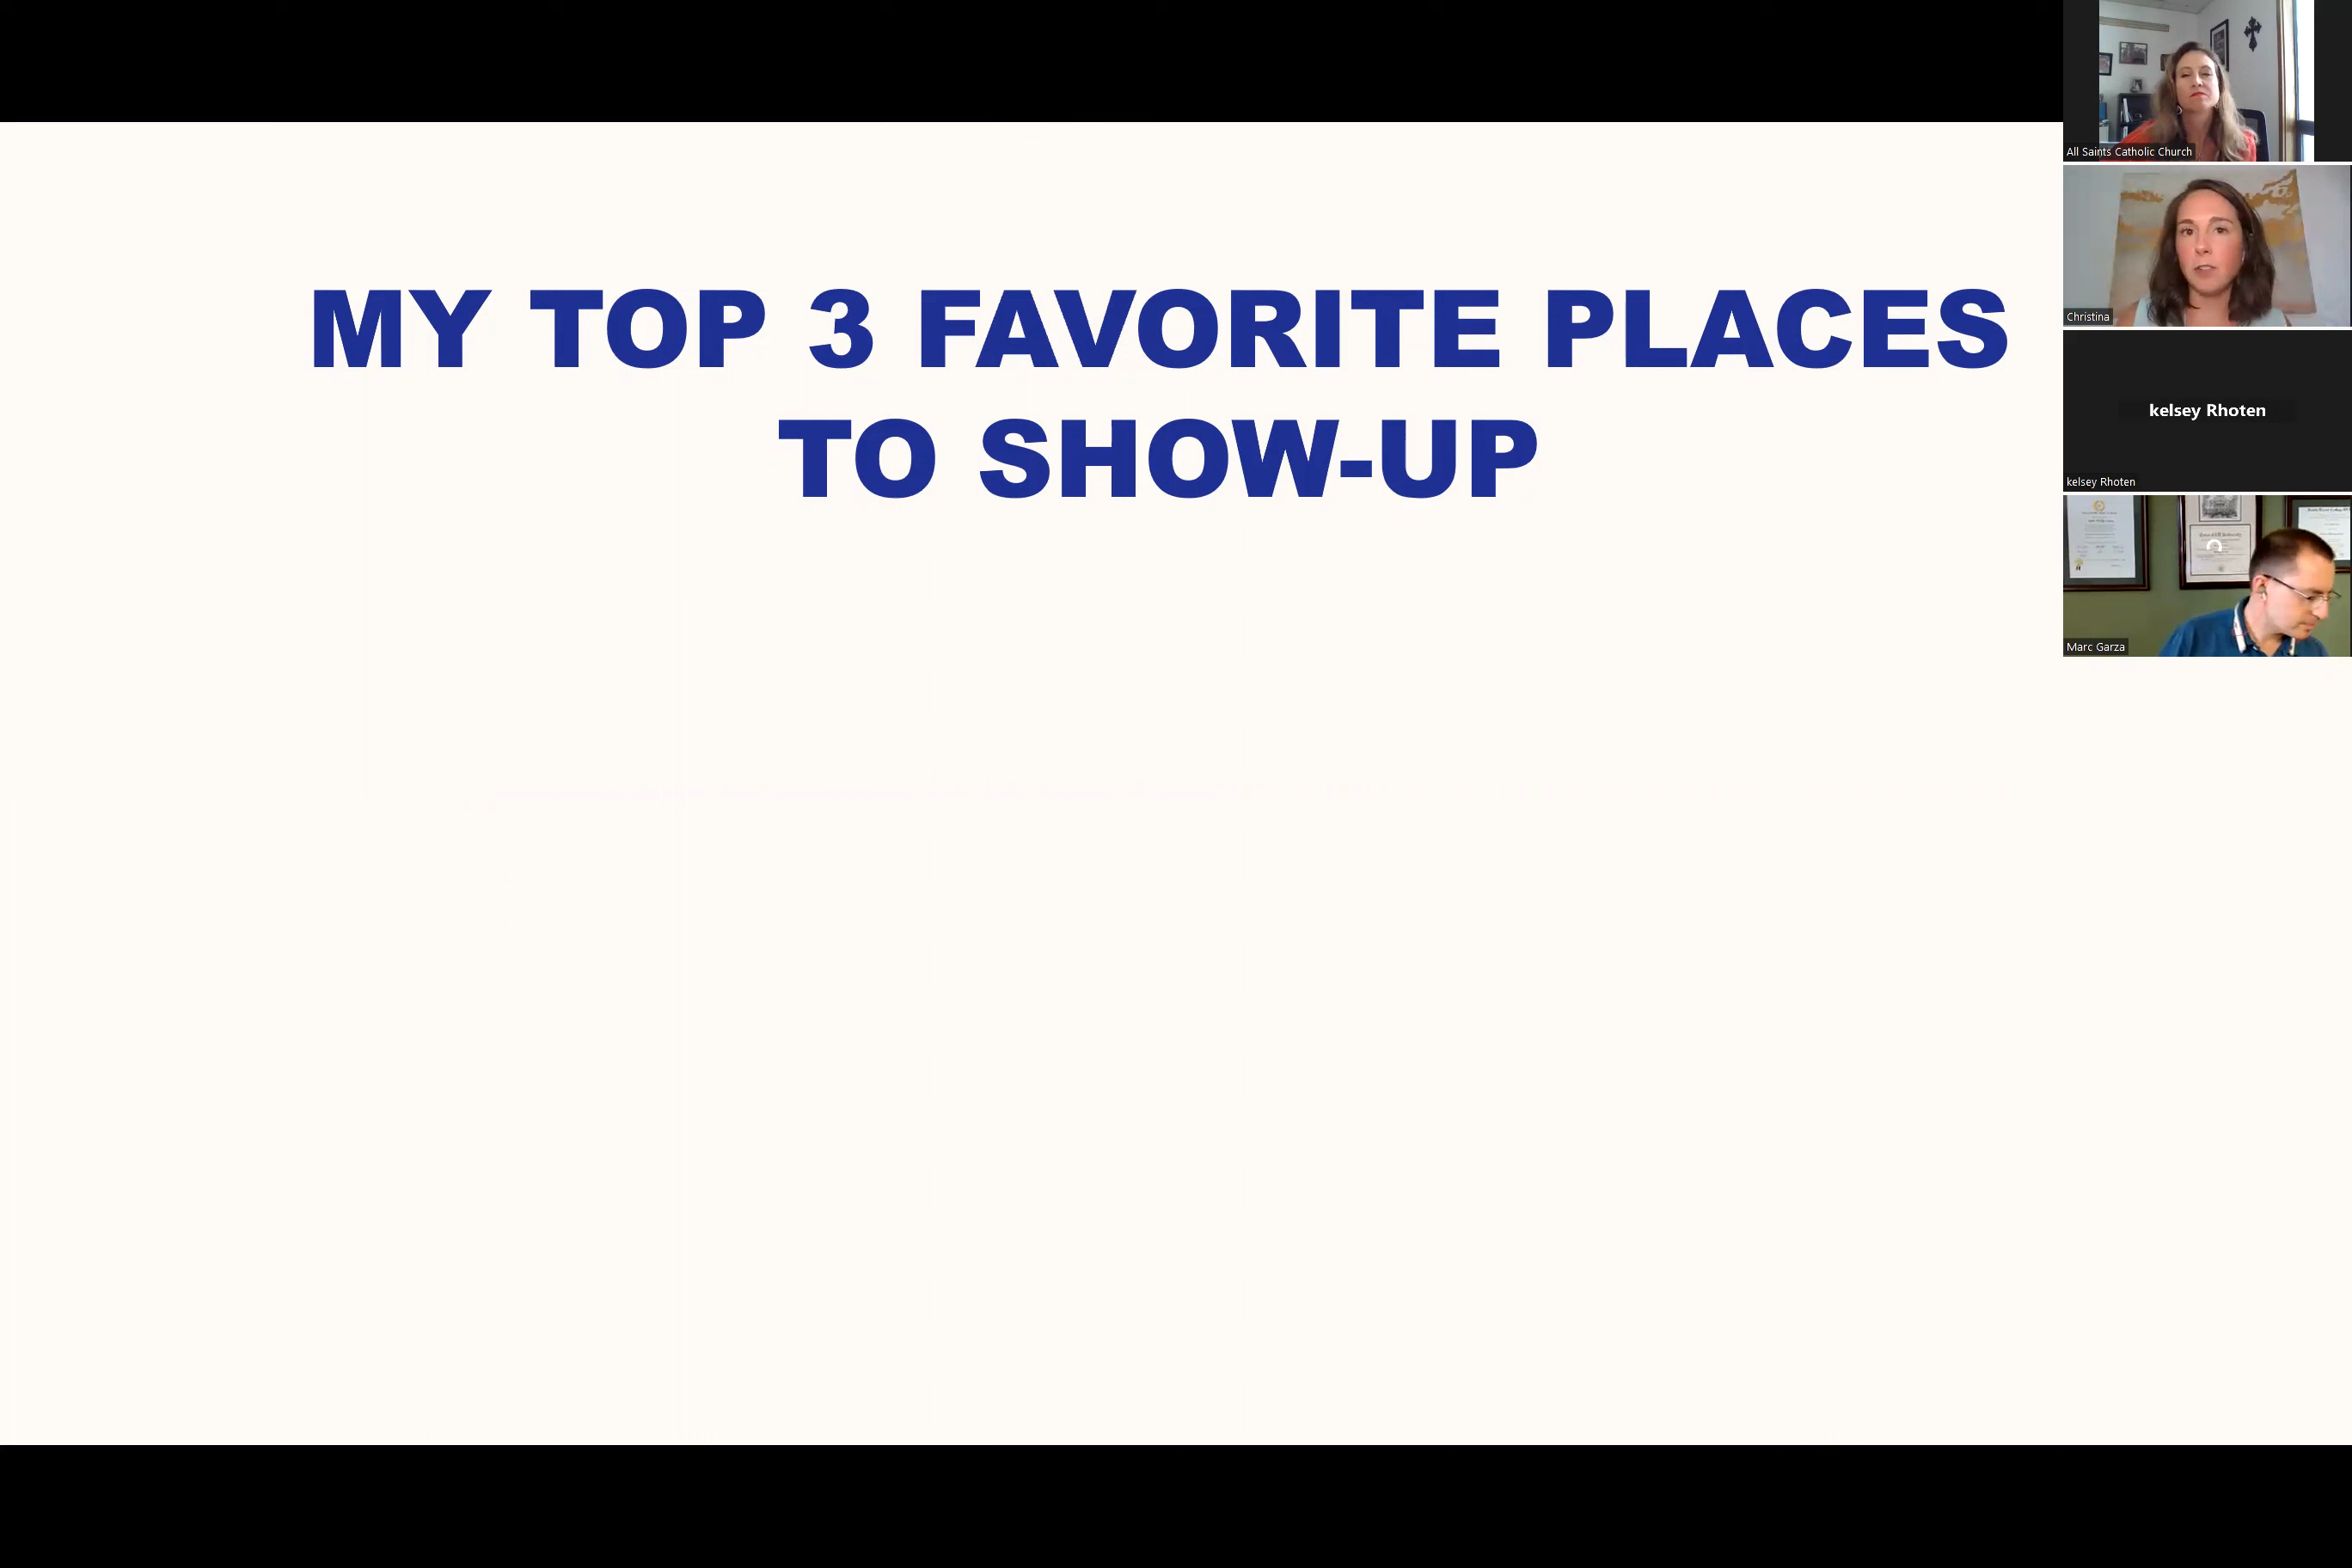 MY TOP 3 FAVORITE PLACES
TO SHOW-UP
All Saints Catholic Church
Christina
kelsey Rhoten
kelsey Rhoten
Marc Garza